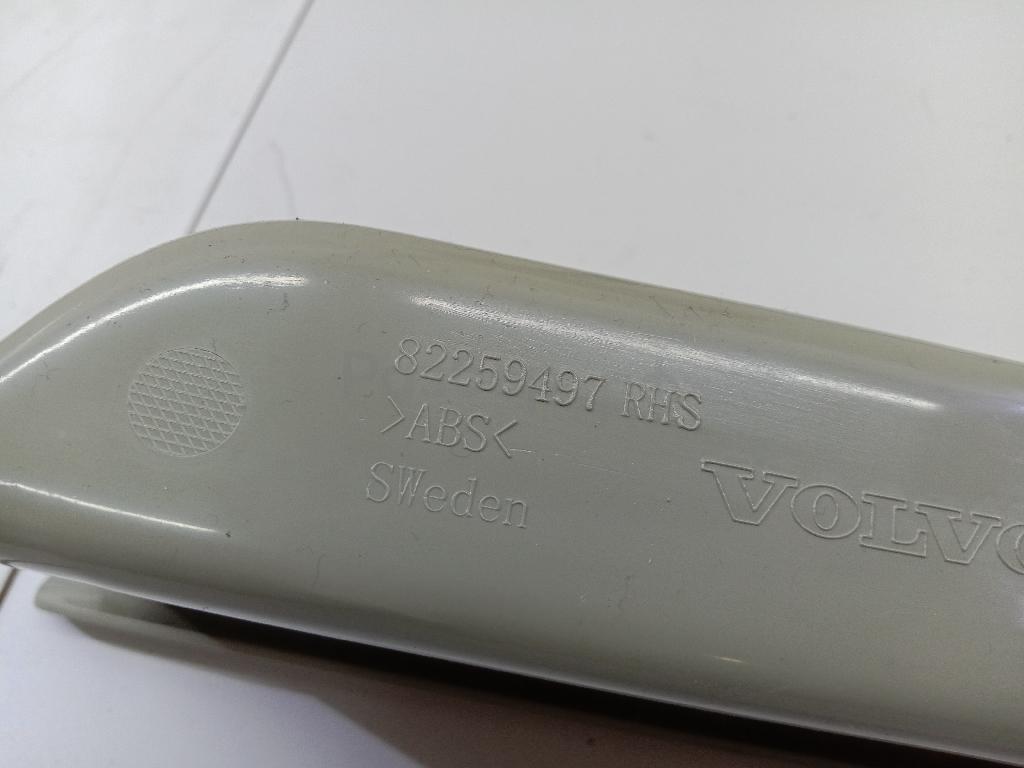 82259497 RHS
>ABS<
SWeden
VOLVO